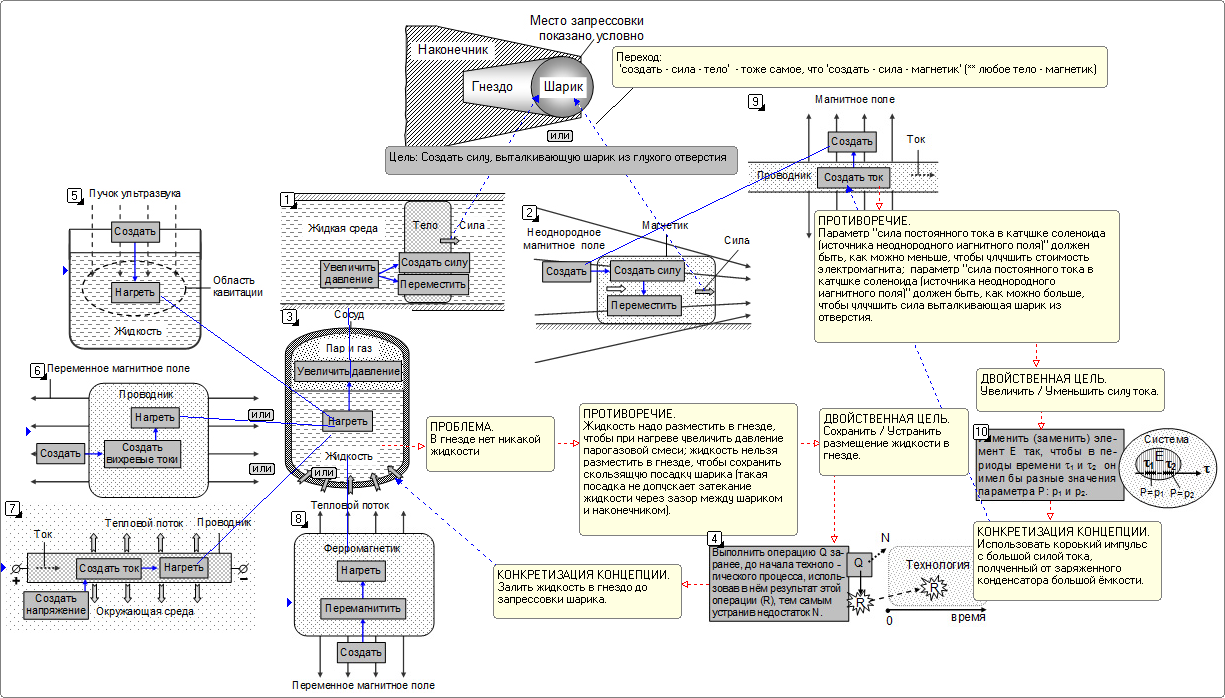 Место запрессовки
показано условно
Наконечник
Гнездо
Шарик
или
Переход:
'создать - сила - тело' - тоже самое, что 'создать - сила - магнетик' (** любое тело - магнетик)
Цель: Создать силу, выталкивающую шарик из глухого отверстия
9
Магнитное поле
Создать
Ток
Проводник
Создать ток
5
Пучок ультразвука
Создать
Нагреть
Область
кавитации
Жидкость
1
Жидкая среда
Тело
Сила
Увеличить
давление
Создать силу
Переместить
2
Неоднородное
магнитное поле
Магнетик
Сила
Создать
Создать силу
Переместить
ПРОТИВОРЕЧИЕ.
Параметр "сила постоянного тока в катушке соленоида
(источника неоднородного иагнитного поля)" должен
быть, как можно меньше, чтобы улучшить стоимость
электромагнита; параметр "сила постоянного тока в
катушке соленоида (источника неоднородного
иагнитного поля)" должен быть, как можно больше,
чтобы улучшить сила выталкивающая шарик из
отверстия.
3
Сосуд
Пар и газ
Увеличить давление
Нагреть
Жидкость
или
Тепловой поток
6
Переменное магнитное поле
Проводник
Нагреть
Создать
Создать
вихревые токи
или
или
ПРОБЛЕМА.
В гнезде нет никакой
жидкости
ПРОТИВОРЕЧИЕ.
Жидкость надо разместить в гнезде,
чтобы при нагреве увеличить давление
парогазовой смеси; жидкость нельзя
разместить в гнезде, чтобы сохранить
скользящую посадку шарика (такая
посадка не допускает затекание
жидкости через зазор между шариком
и наконечником).
ДВОЙСТВЕННАЯ ЦЕЛЬ.
Сохранить / Устранить
размещение жидкости в
гнезде.
ДВОЙСТВЕННАЯ ЦЕЛЬ.
Увеличить / Уменьшить силу тока.
10
Изменить (заменить) эле-
мент E так, чтобы в пе-
риоды времени τ1 и τ2 он
имел бы разные значения
параметра P: p1 и p2.
Система
E
τ1
τ2
τ
P=p1
P=p2
7
Ток
Тепловой поток
Проводник
Создать ток
Нагреть
+
−
Создать
напряжение
Окружающая среда
8
Ферромагнетик
Нагреть
Перемагнитить
Создать
Переменное магнитное поле
КОНКРЕТИЗАЦИЯ КОНЦЕПЦИИ.
Залить жидкость в гнездо до
запрессовки шарика.
4
Выполнить операцию Q за-
ранее, до начала техноло -
гического процесса, исполь-
зовав в нём результат этой
операции (R), тем самым
устранив недостаток N.
Q
N
R
Технология
R
0
время
КОНКРЕТИЗАЦИЯ КОНЦЕПЦИИ.
Использовать корокький импульс
с большой силой тока,
полученный от заряженного
конденсатора большой ёмкости.